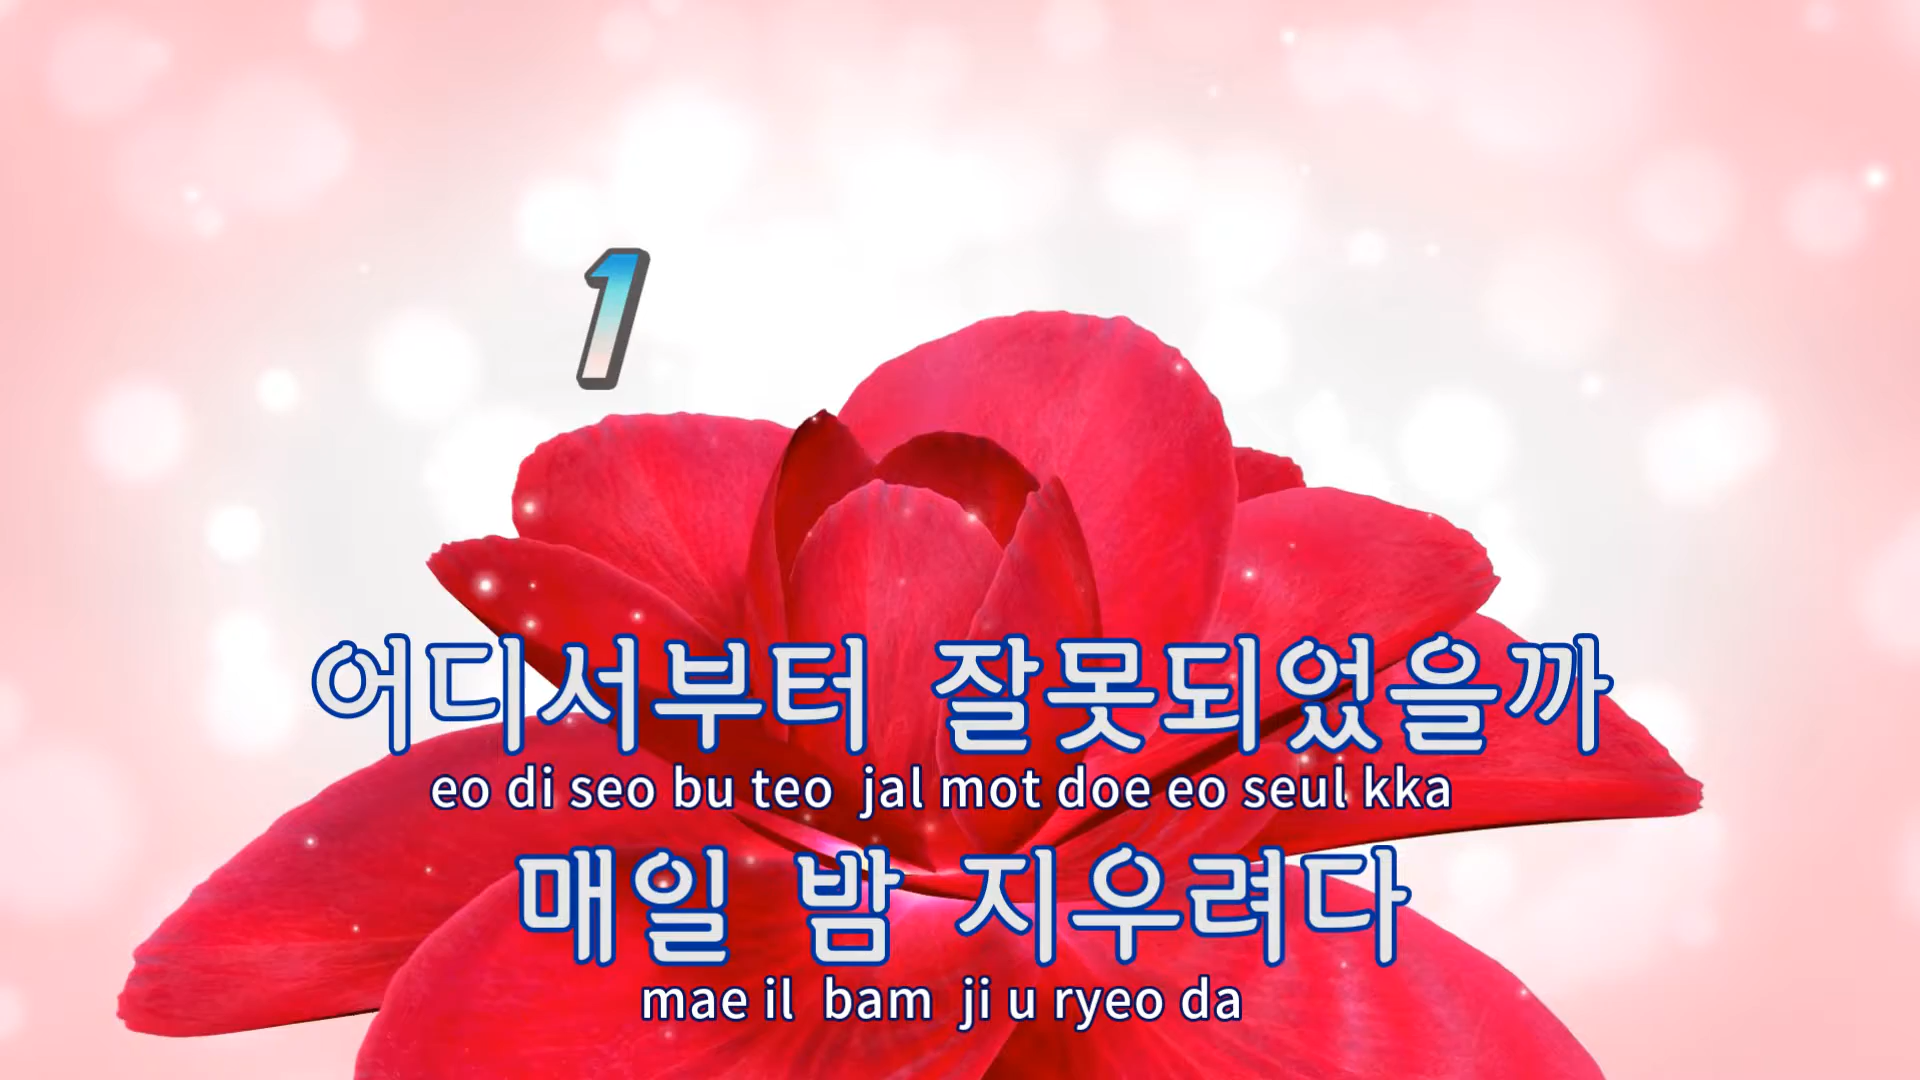 1
어디서부터 잘못되었을까
eo di seo bu teo jal mot doe eo seul kka
매일 밤 지우려다
mae il bam ji u ryeo da